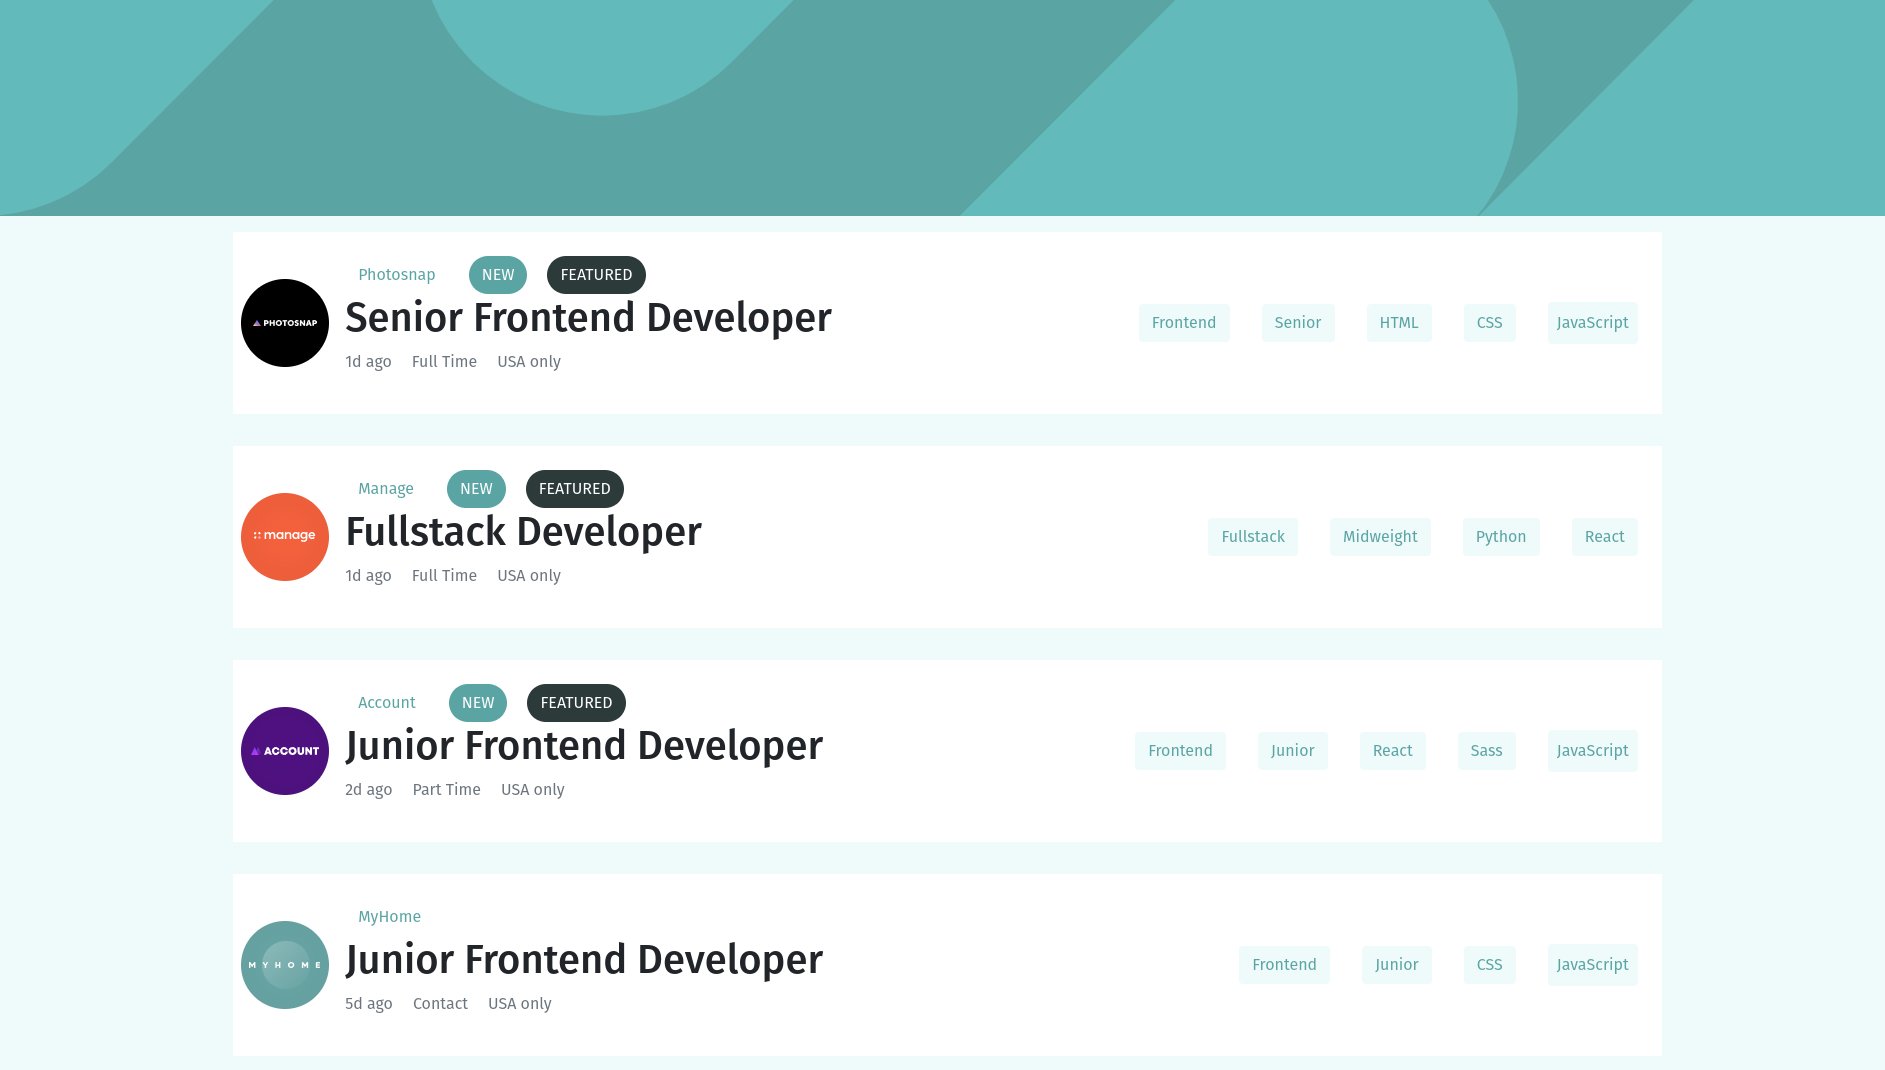 Photosnap NEW FEATURED
PHOTOSNAP
Senior Frontend Developer
1d ago Full Time USA only
Frontend Senior HTML CSS JavaScript
Manage NEW FEATURED
manage
Fullstack Developer
1d ago Full Time USA only
Fullstack Midweight Python React
Account NEW FEATURED
ACCOUNT
Junior Frontend Developer
2d ago Part Time USA only
Frontend Junior React Sass JavaScript
MyHome
MYHOME
Junior Frontend Developer
5d ago Contact USA only
Frontend Junior CSS JavaScript